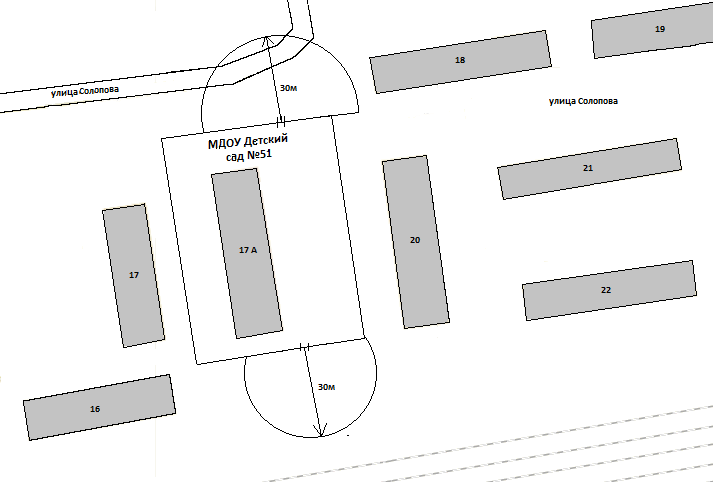 19
18
30м
улица Солопова
улица Солопова
МДОУ Детский
сад №51
21
20
17 А
17
22
30м
16